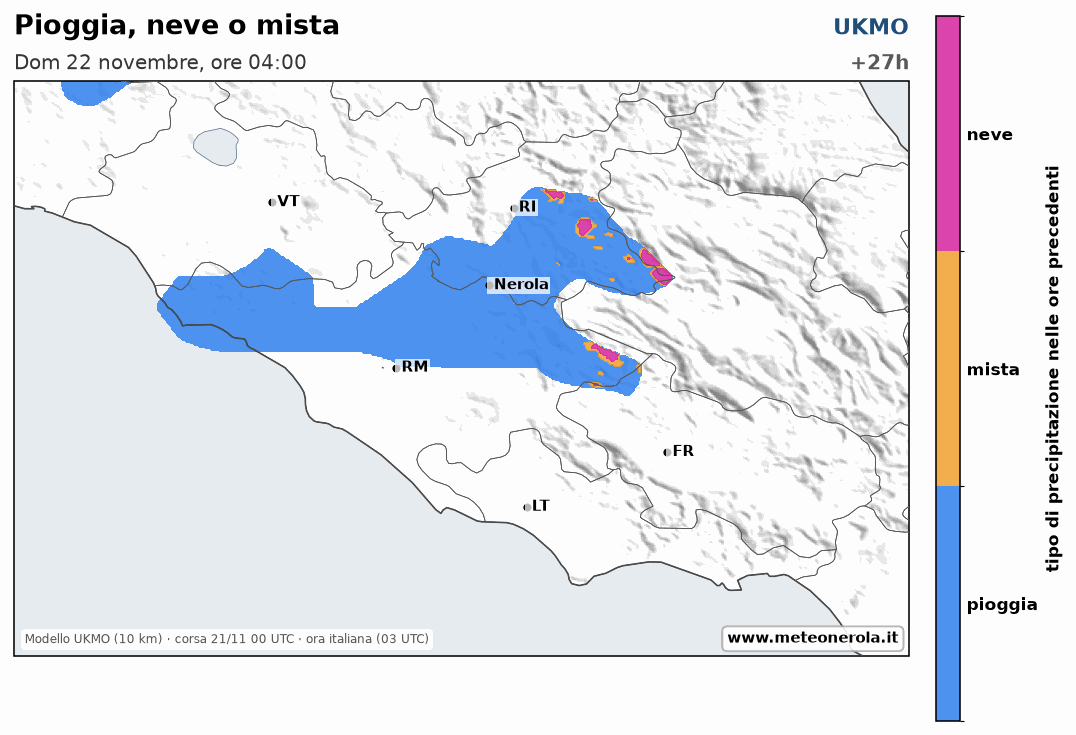 Pioggia, neve o mista
UKMO
Dom 22 novembre, ore 04:00
+27h
neve
mista
pioggia
tipo di precipitazione nelle ore precedenti
VT
RI
Nerola
RM
FR
LT
Modello UKMO (10 km) · corsa 21/11 00 UTC · ora italiana (03 UTC)
www.meteonerola.it